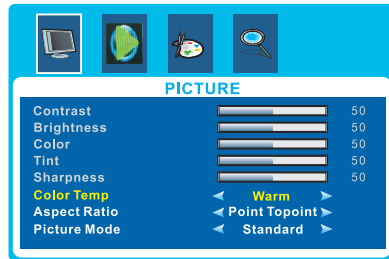 PICTURE
Contrast 50
Brightness 50
Color 50
Tint 50
Sharpness 50
Color Temp Warm
Aspect Ratio Point Topoint
Picture Mode Standard